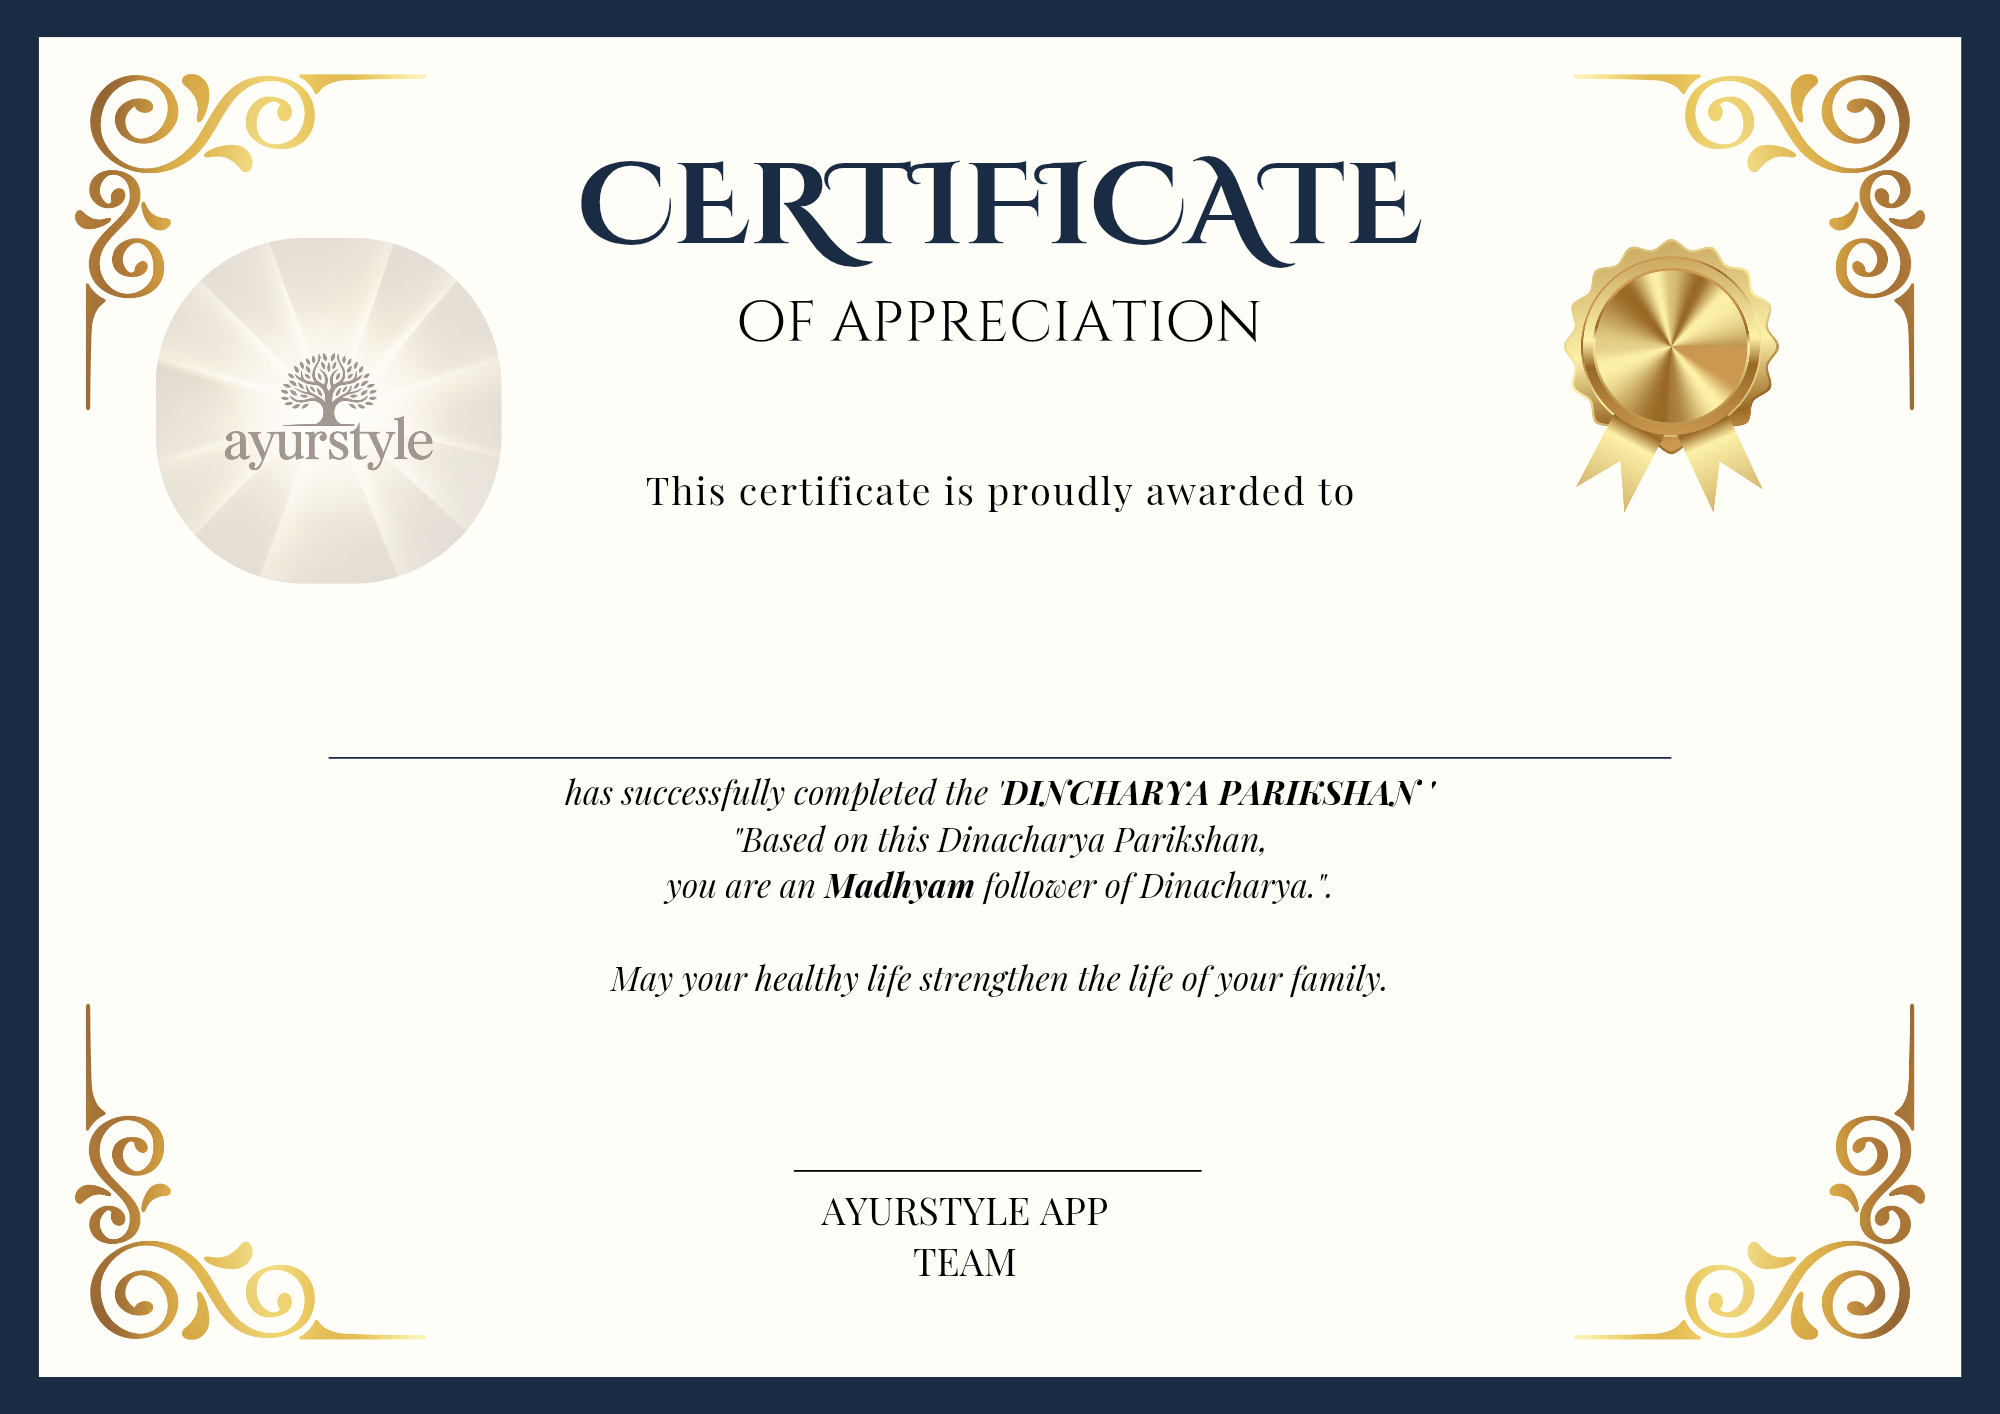 CERTIFICATE
OF APPRECIATION
ayurstyle
This certificate is proudly awarded to
has successfully completed the 'DINCHARYA PARIKSHAN '
"Based on this Dinacharya Parikshan,
you are an Madhyam follower of Dinacharya.".
May your healthy life strengthen the life of your family.
AYURSTYLE APP
TEAM